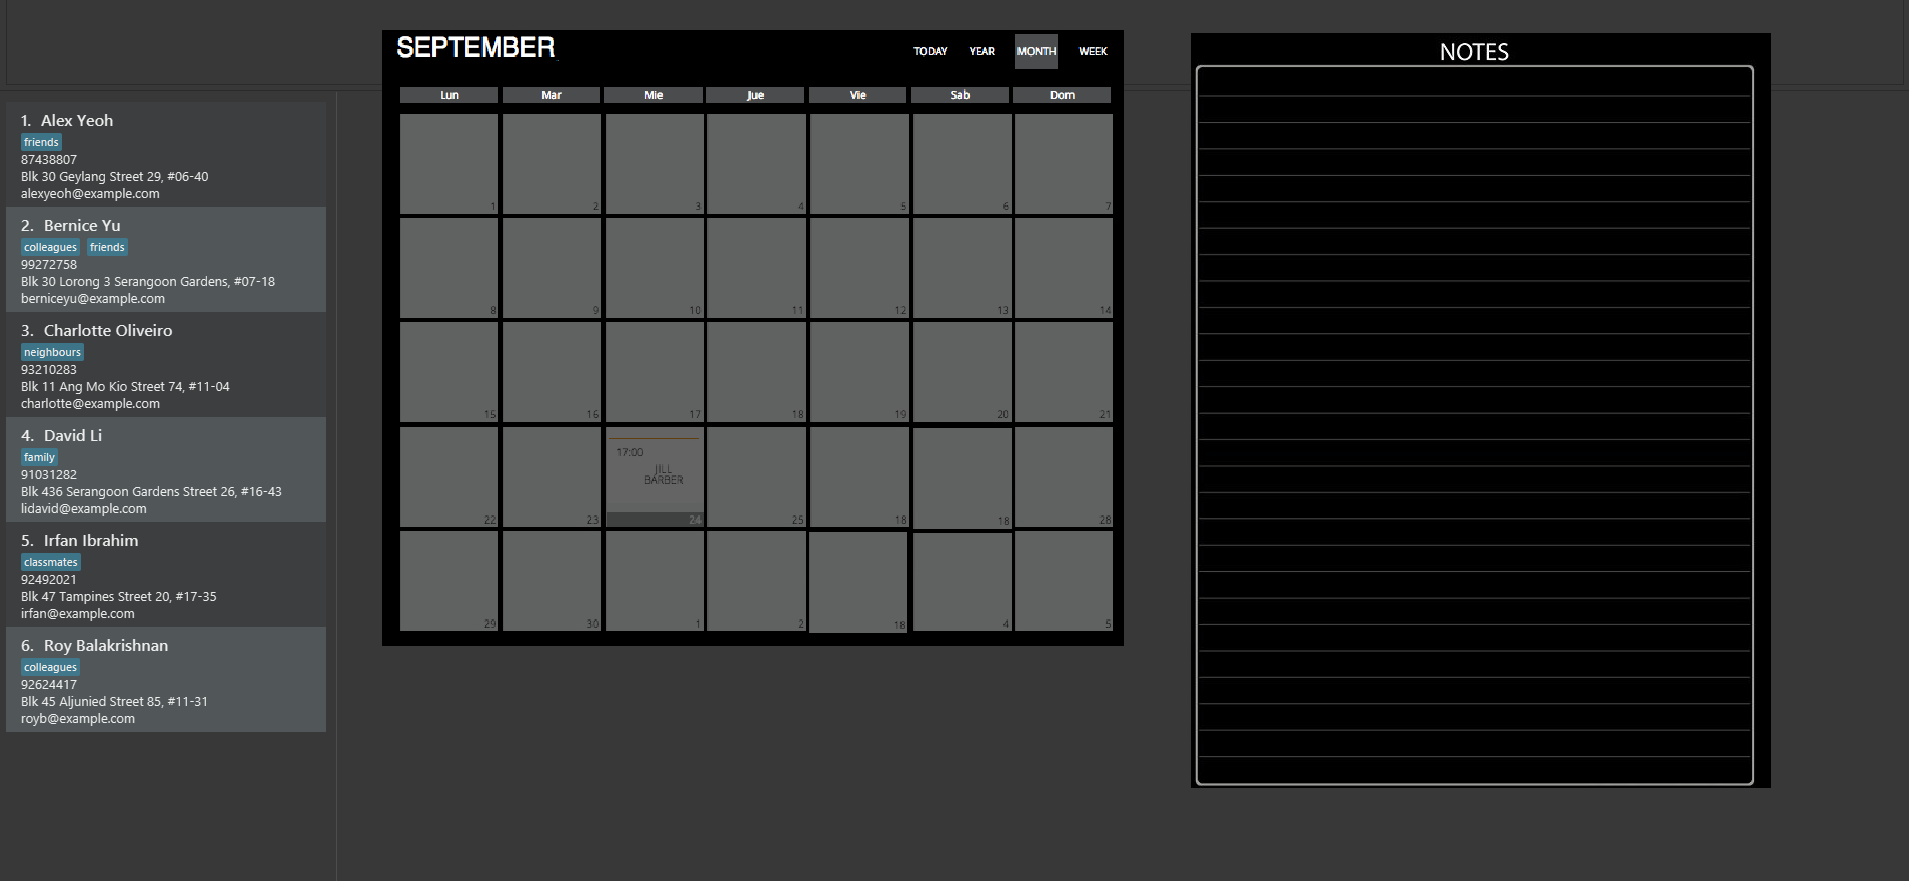 1. Alex Yeoh
friends
87438807
Blk 30 Geylang Street 29, #06-40
alexyeoh@example.com
2. Bernice Yu
colleagues friends
99272758
Blk 30 Lorong 3 Serangoon Gardens, #07-18
berniceyu@example.com
3. Charlotte Oliveiro
neighbours
93210283
Blk 11 Ang Mo Kio Street 74, #11-04
charlotte@example.com
4. David Li
family
91031282
Blk 436 Serangoon Gardens Street 26, #16-43
lidavid@example.com
5. Irfan Ibrahim
classmates
92492021
Blk 47 Tampines Street 20, #17-35
irfan@example.com
6. Roy Balakrishnan
colleagues
92624417
Blk 45 Aljunied Street 85, #11-31
royb@example.com
SEPTEMBER
TODAY YEAR MONTH WEEK
Lun Mar Mie Jue Vie Sab Dom
1 2 3 4 5 6 7
8 9 10 11 12 13 14
15 16 17 18 19 20 21
17:00
JILL
BARBER
22 23 24 25 18 18 28
29 30 1 2 18 4 5
NOTES